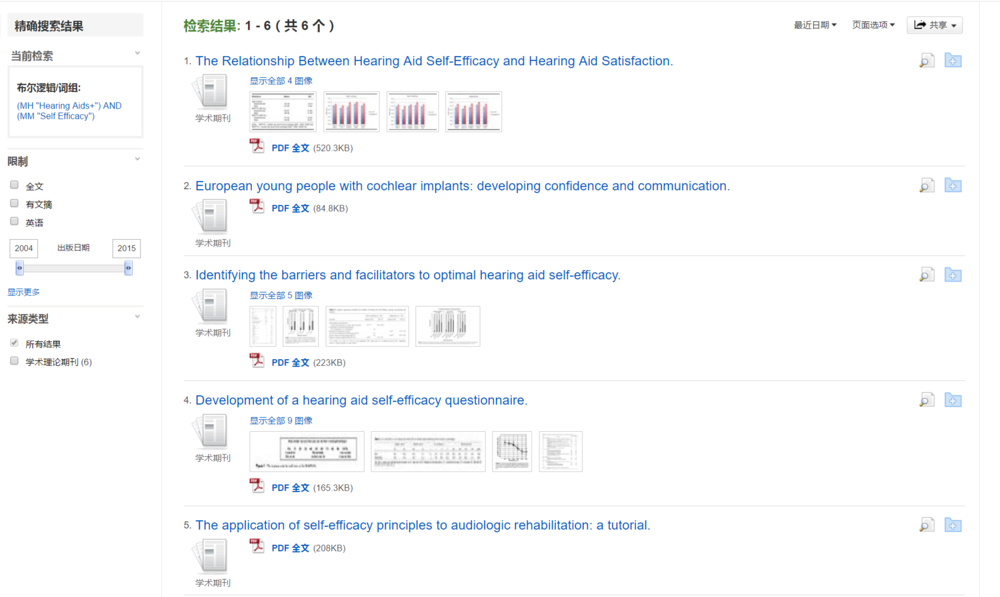 精确搜索结果
当前检索
布尔逻辑/词组:
(MH "Hearing Aids+") AND
(MM "Self Efficacy")
限制
全文
有文摘
英语
2004 出版日期 2015
显示更多
来源类型
所有结果
学术理论期刊 (6)
检索结果: 1 - 6 ( 共 6 个 )
最近日期 页面选项 共享
1. The Relationship Between Hearing Aid Self-Efficacy and Hearing Aid Satisfaction.
显示全部 4 图像
学术期刊
PDF 全文 (520.3KB)
2. European young people with cochlear implants: developing confidence and communication.
PDF 全文 (84.8KB)
学术期刊
3. Identifying the barriers and facilitators to optimal hearing aid self-efficacy.
显示全部 5 图像
学术期刊
PDF 全文 (223KB)
4. Development of a hearing aid self-efficacy questionnaire.
显示全部 9 图像
学术期刊
PDF 全文 (165.3KB)
5. The application of self-efficacy principles to audiologic rehabilitation: a tutorial.
PDF 全文 (208KB)
学术期刊